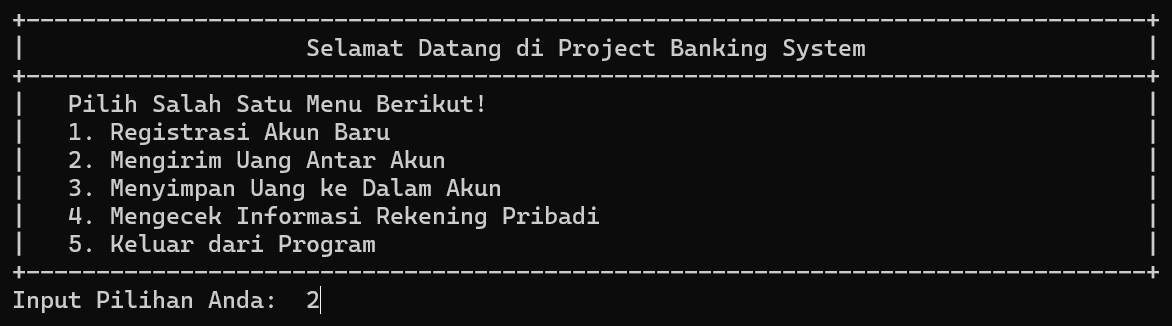 Selamat Datang di Project Banking System
Pilih Salah Satu Menu Berikut!
1. Registrasi Akun Baru
2. Mengirim Uang Antar Akun
3. Menyimpan Uang ke Dalam Akun
4. Mengecek Informasi Rekening Pribadi
5. Keluar dari Program
Input Pilihan Anda:  2